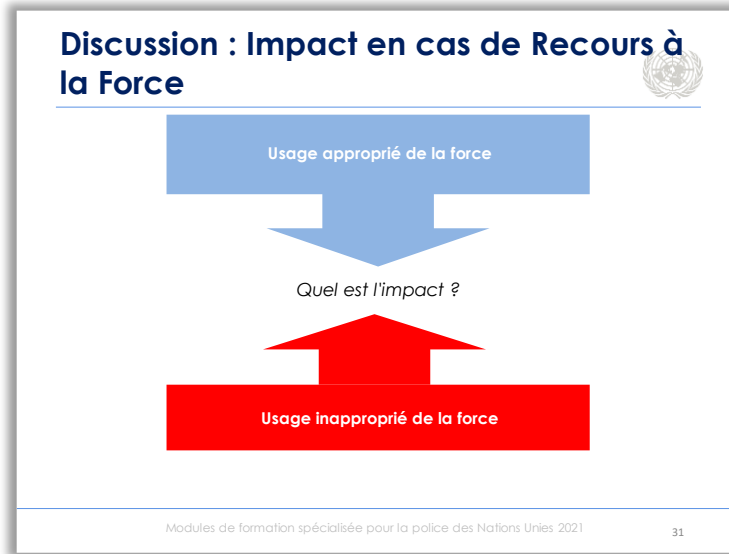 Discussion : Impact en cas de Recours à
la Force
Usage approprié de la force
Quel est l'impact ?
Usage inapproprié de la force
Modules de formation spécialisée pour la police des Nations Unies 2021
31